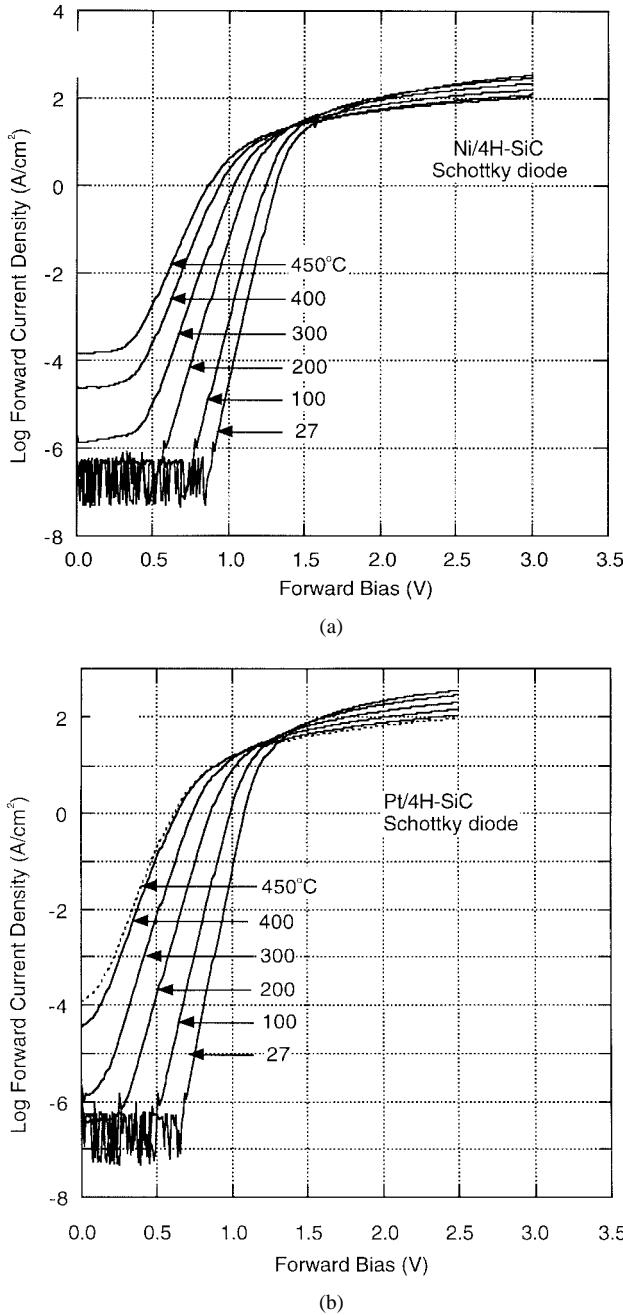 4
2
0
-2
-4
-6
-8
Log Forward Current Density (A/cm²)
Ni/4H-SiC
Schottky diode
450°C
400
300
200
100
27
0.0 0.5 1.0 1.5 2.0 2.5 3.0 3.5
Forward Bias (V)
(a)
2
0
-2
-4
-6
-8
Log Forward Current Density (A/cm²)
Pt/4H-SiC
Schottky diode
450°C
400
300
200
100
27
0.0 0.5 1.0 1.5 2.0 2.5 3.0 3.5
Forward Bias (V)
(b)